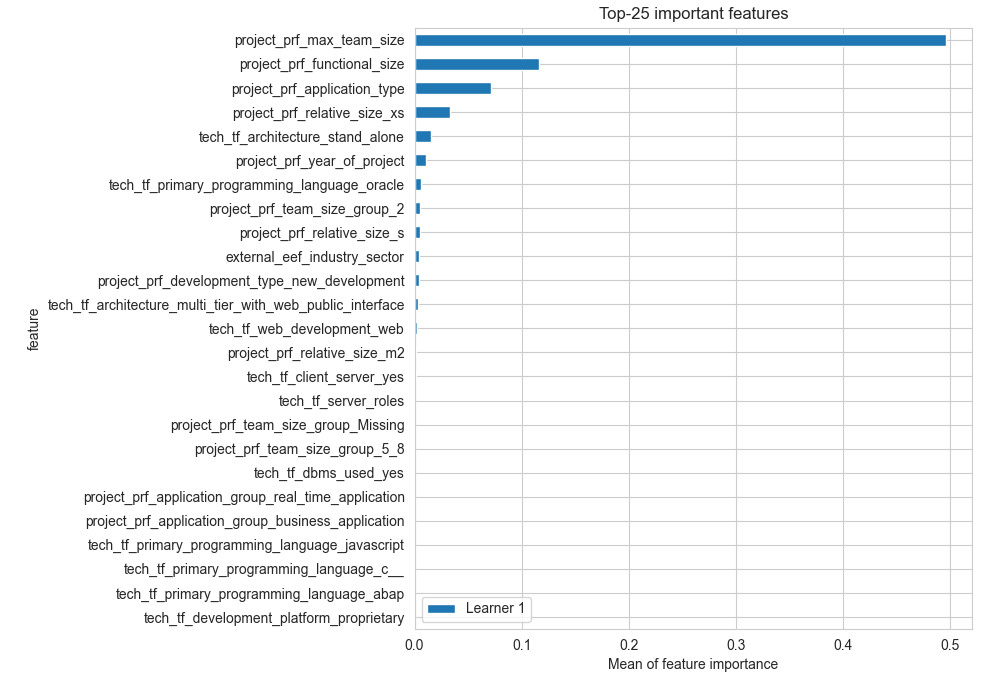 Top-25 important features
project_prf_max_team_size
project_prf_functional_size
project_prf_application_type
project_prf_relative_size_xs
tech_tf_architecture_stand_alone
project_prf_year_of_project
tech_tf_primary_programming_language_oracle
project_prf_team_size_group_2
project_prf_relative_size_s
external_eef_industry_sector
project_prf_development_type_new_development
tech_tf_architecture_multi_tier_with_web_public_interface
tech_tf_web_development_web
project_prf_relative_size_m2
tech_tf_client_server_yes
tech_tf_server_roles
project_prf_team_size_group_Missing
project_prf_team_size_group_5_8
tech_tf_dbms_used_yes
project_prf_application_group_real_time_application
project_prf_application_group_business_application
tech_tf_primary_programming_language_javascript
tech_tf_primary_programming_language_c__
tech_tf_primary_programming_language_abap
tech_tf_development_platform_proprietary
feature
Learner 1
0.0 0.1 0.2 0.3 0.4 0.5
Mean of feature importance